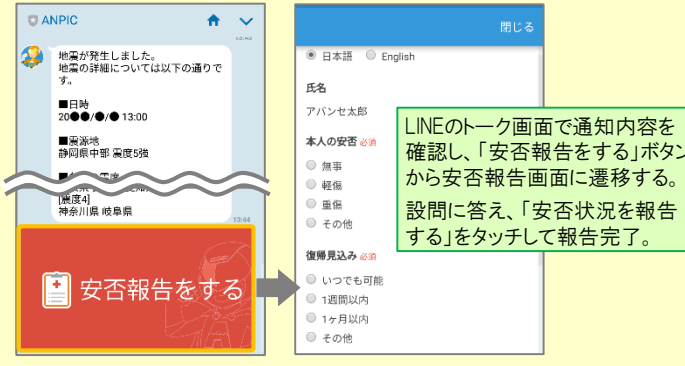 ANPIC
地震が発生しました。
地震の詳細については以下の通りで
す。
■日時
20●●/●/● 13:00
■震源地
静岡県中部 震度5強
[震度4]
神奈川県 岐阜県
13:44
安否報告をする
閉じる
日本語 English
氏名
アバンセ太郎
本人の安否 必須
無事
軽傷
重傷
その他
復帰見込み 必須
いつでも可能
1週間以内
1ヶ月以内
その他
LINEのトーク画面で通知内容を
確認し、「安否報告をする」ボタン
から安否報告画面に遷移する。
設問に答え、「安否状況を報告
する」をタッチして報告完了。